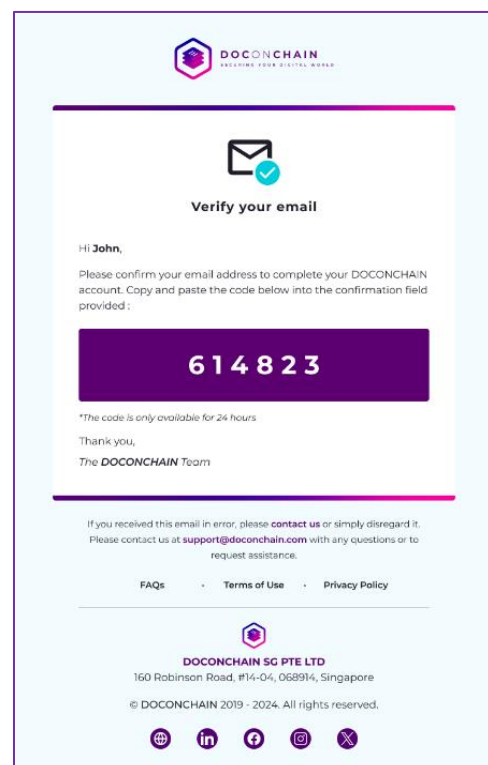 DOCONCHAIN
SECURING YOUR DIGITAL WORLD
Verify your email
Hi John,
Please confirm your email address to complete your DOCONCHAIN
account. Copy and paste the code below into the confirmation field
provided :
614823
*The code is only available for 24 hours
Thank you,
The DOCONCHAIN Team
If you received this email in error, please contact us or simply disregard it.
Please contact us at support@doconchain.com with any questions or to
request assistance.
FAQs · Terms of Use · Privacy Policy
DOCONCHAIN SG PTE LTD
160 Robinson Road, #14-04, 068914, Singapore
© DOCONCHAIN 2019 - 2024. All rights reserved.